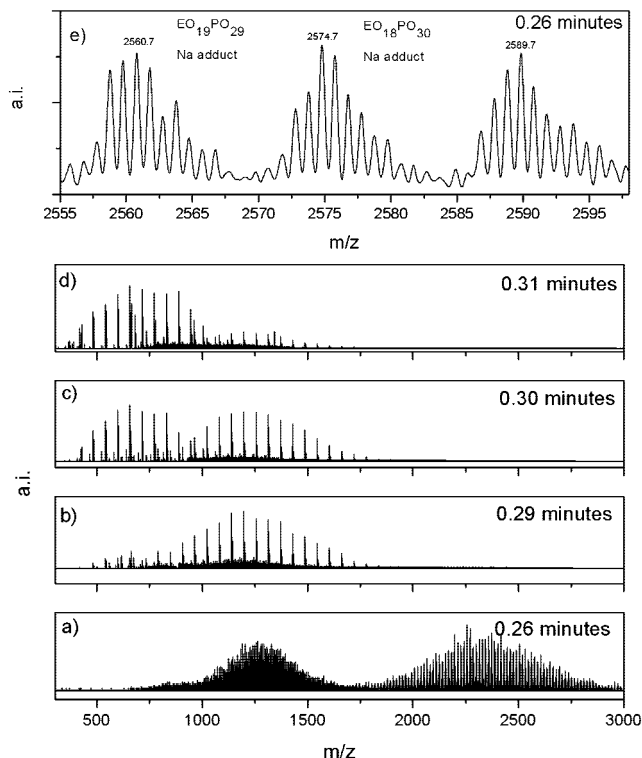 e)
EO19PO29
Na adduct
EO18PO30
Na adduct
0.26 minutes
2560.7
2574.7
2589.7
a.i.
2555 2560 2565 2570 2575 2580 2585 2590 2595
m/z
d)
0.31 minutes
c)
0.30 minutes
a.i.
b)
0.29 minutes
a)
0.26 minutes
500 1000 1500 2000 2500 3000
m/z